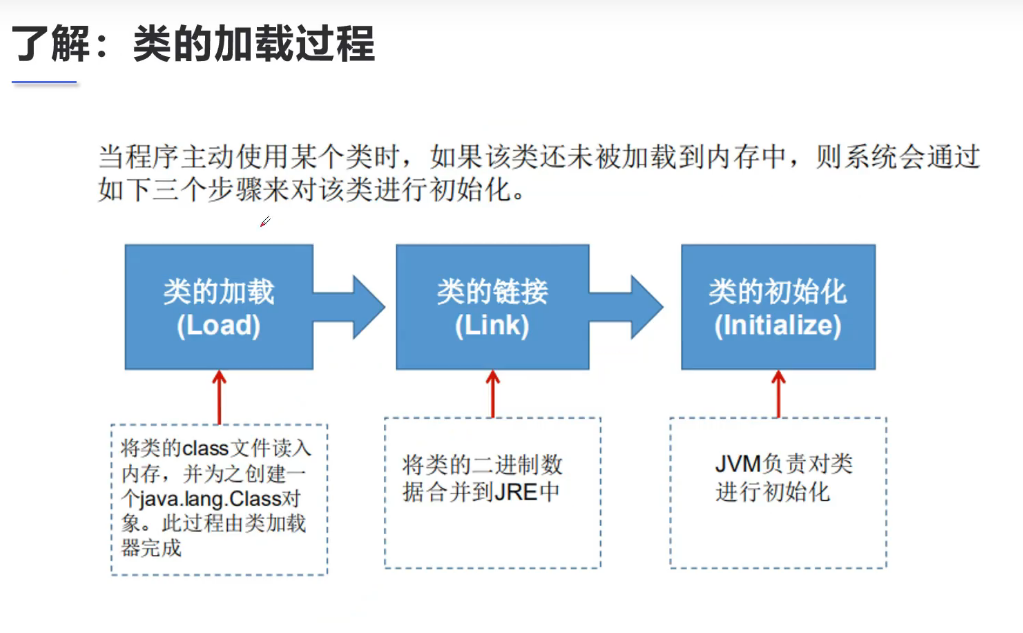 了解：类的加载过程
当程序主动使用某个类时，如果该类还未被加载到内存中，则系统会通过
如下三个步骤来对该类进行初始化。
类的加载
(Load)
类的链接
(Link)
类的初始化
(Initialize)
将类的class文件读入
内存，并为之创建一
个java.lang.Class对
象。此过程由类加载
器完成
将类的二进制数
据合并到JRE中
JVM负责对类
进行初始化